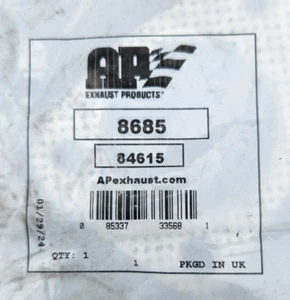 AP
EXHAUST PRODUCTS
8685
84615
APexhaust.com
01/29/24
0 85337 33568 1
QTY: 1 1 PKGD IN UK